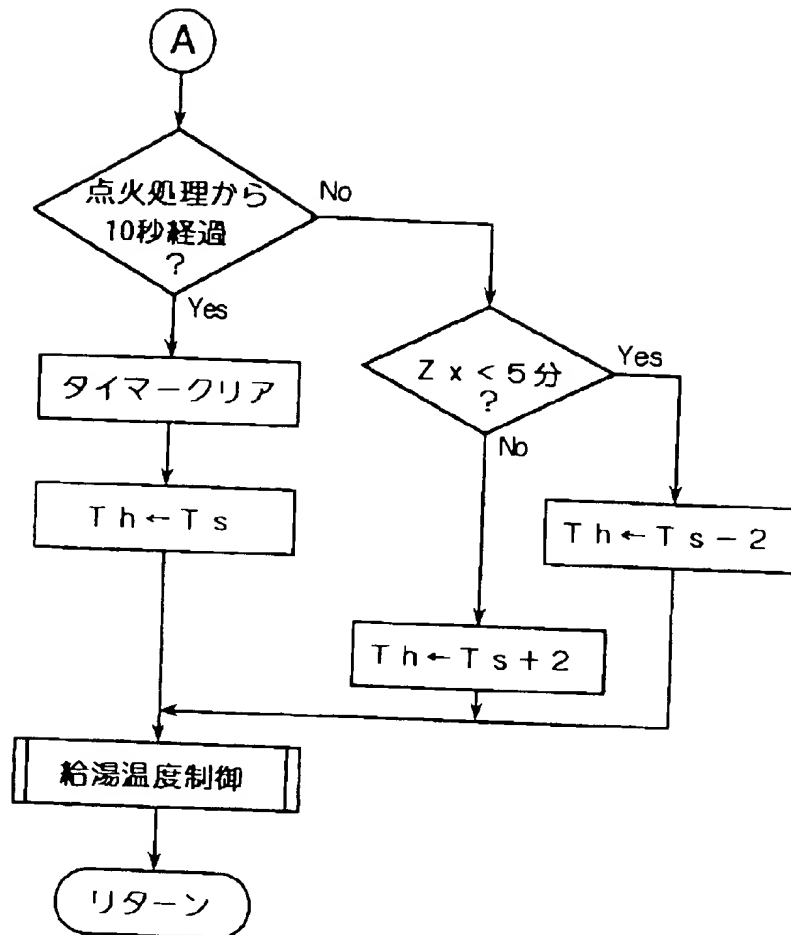 A
点火処理から
10秒経過
?
No
Yes
Zx<5分
?
Yes
No
タイマークリア
Th←Ts
Th←Ts-2
Th←Ts+2
給湯温度制御
リターン